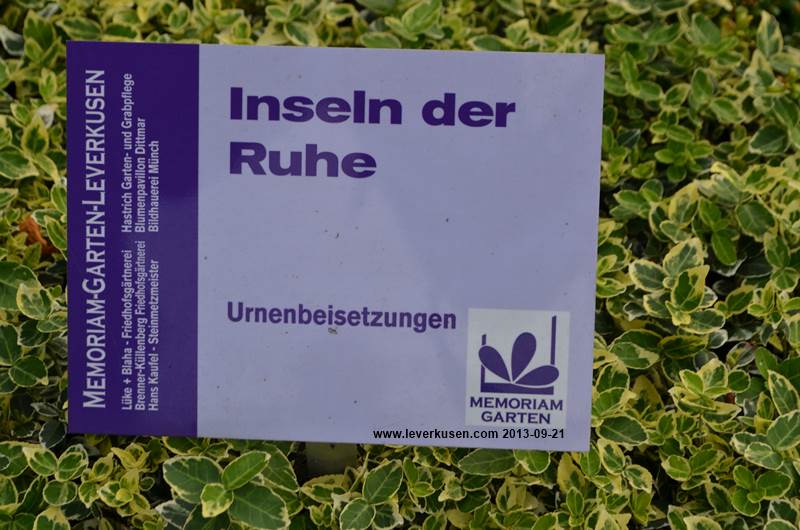 MEMORIAM-GARTEN-LEVERKUSEN
Lüke + Blaha - Friedhofsgärtnerei
Brenner-Küllenberg Friedhofsgärtnerei
Hans Kaufel - Steinmetzmeister
Hastrich Garten- und Grabpflege
Blumenpavillon Dittmar
Bildhauerei Münch
Inseln der
Ruhe
Urnenbeisetzungen
MEMORIAM
GARTEN
www.leverkusen.com 2013-09-21